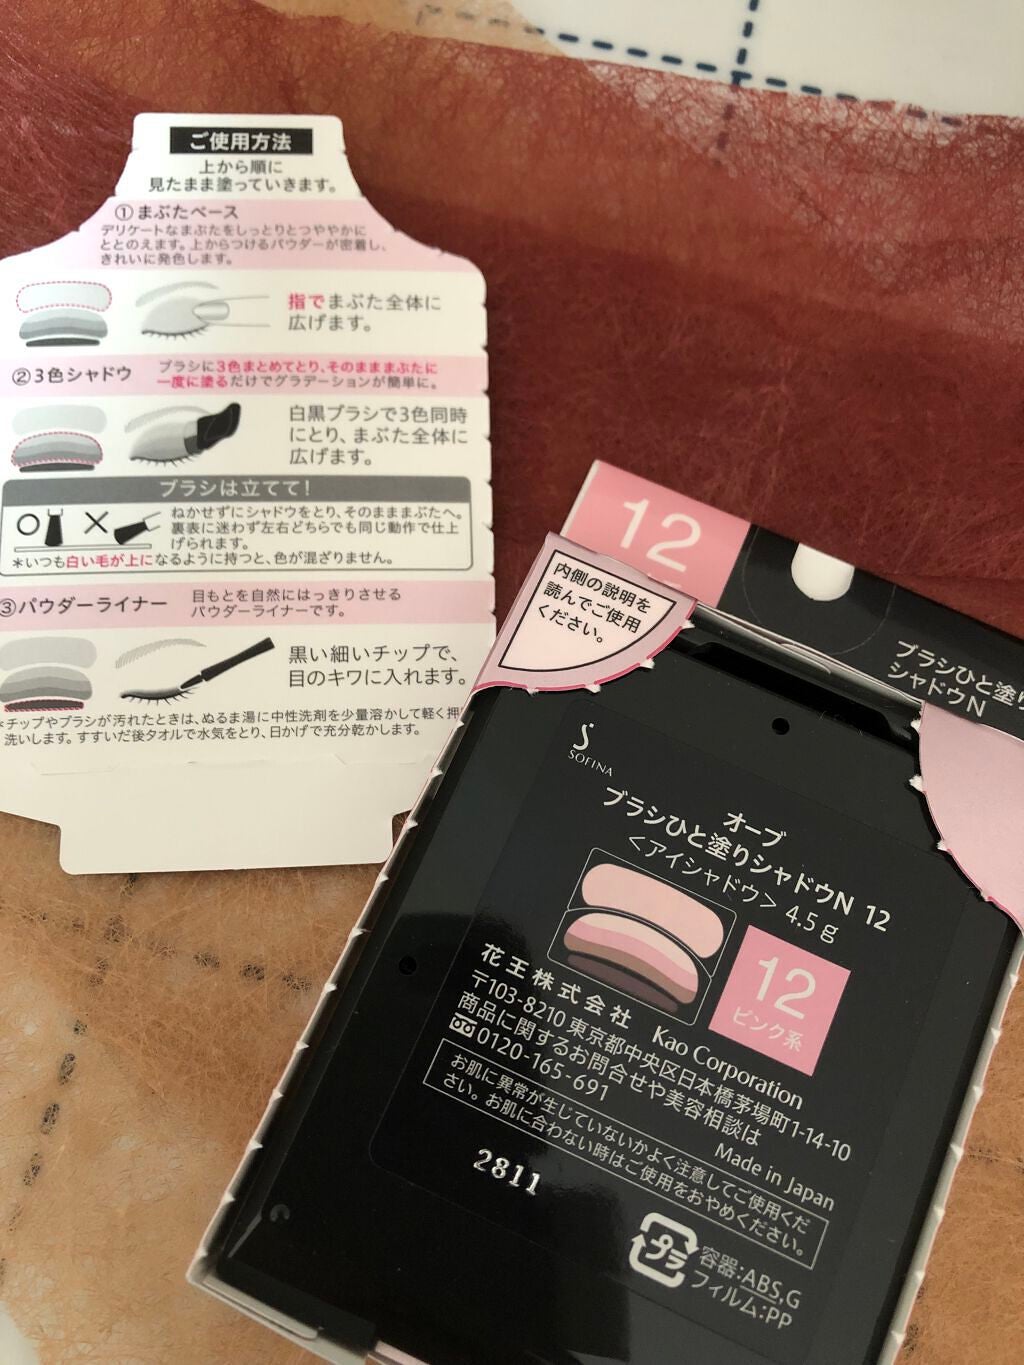 ご使用方法
上から順に
見たまま塗っていきます。
①まぶたベース
デリケートなまぶたをしっとりとつややかに
ととのえます。上からつけるパウダーが密着し、
きれいに発色します。
指でまぶた全体に
広げます。
②3色シャドウ
ブラシに3色まとめてとり、そのまままぶたに
一度に塗るだけでグラデーションが簡単に。
白黒ブラシで3色同時
にとり、まぶた全体に
広げます。
ブラシは立てて!
ねかせずにシャドウをとり、そのまままぶたへ。
裏表に迷わず左右どちらでも同じ動作で仕上
げられます。
*いつも白い毛が上になるように持つと、色が混ざりません。
③パウダーライナー
目もとを自然にはっきりさせる
パウダーライナーです。
黒い細いチップで、
目のキワに入れます。
*チップやブラシが汚れたときは、ぬるま湯に中性洗剤を少量溶かして軽く押
洗いします。すすいだ後タオルで水気をとり、日かげで充分乾かします。
12
内側の説明を
読んでご使用
ください。
ブラシひと塗り
シャドウN
SOFINA
オーブ
ブラシひと塗りシャドウN 12
<アイシャドウ> 4.5g
12
ピンク系
花王株式会社 Kao Corporation
〒103-8210 東京都中央区日本橋茅場町1-14-10
商品に関するお問合せや美容相談は
0120-165-691
Made in Japan
お肌に異常が生じていないかよく注意してご使用くだ
さい。お肌に合わない時はご使用をおやめください。
2811
プラ
容器:ABS,G
フィルム:PP